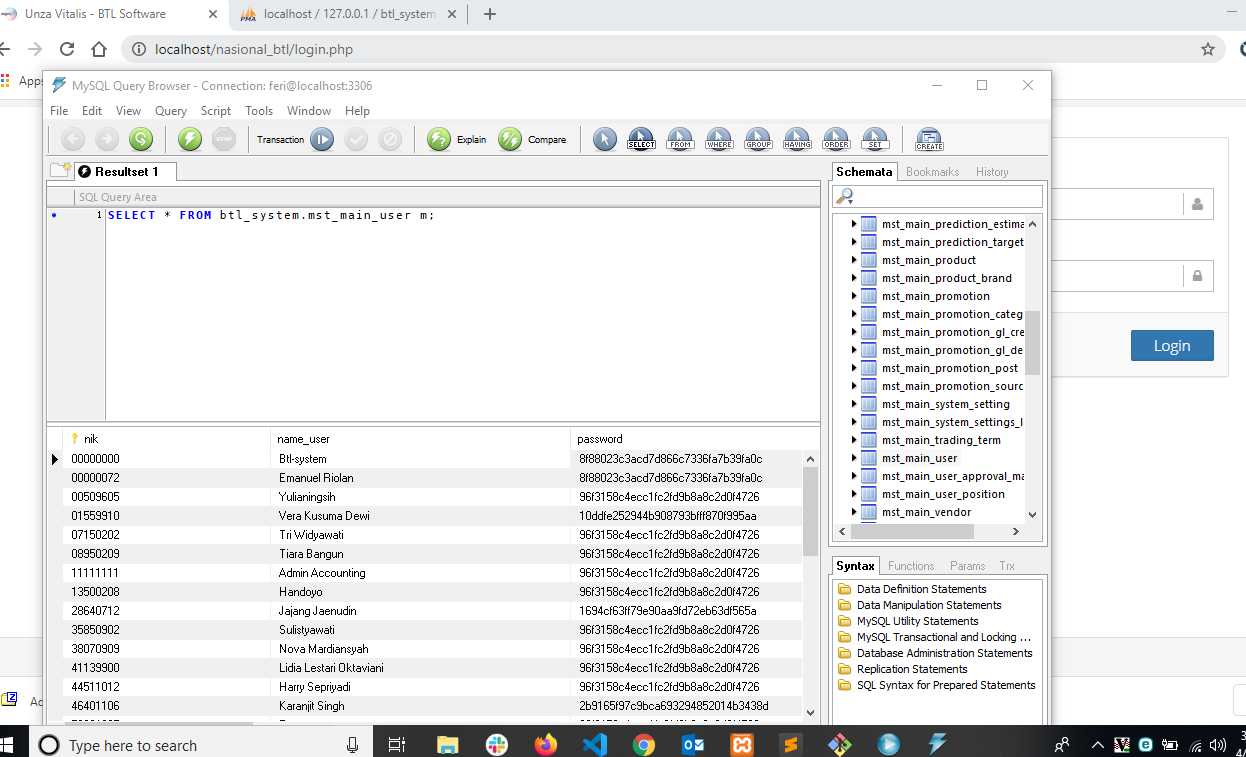 Unza Vitalis - BTL Software
localhost / 127.0.0.1 / btl_system
localhost/nasional_btl/login.php
Apps
MySQL Query Browser - Connection: feri@localhost:3306
File Edit View Query Script Tools Window Help
Transaction Explain Compare SELECT FROM WHERE GROUP HAVING ORDER SET CREATE
Resultset 1
SQL Query Area
1 SELECT * FROM btl_system.mst_main_user m;
nik name_user password
00000000 Btl-system 8f88023c3acd7d866c7336fa7b39fa0c
00000072 Emanuel Riolan 8f88023c3acd7d866c7336fa7b39fa0c
00509605 Yulianingsih 96f3158c4ecc1fc2fd9b8a8c2d0f4726
01559910 Vera Kusuma Dewi 10ddfe252944b908793bfff870f995aa
07150202 Tri Widyawati 96f3158c4ecc1fc2fd9b8a8c2d0f4726
08950209 Tiara Bangun 96f3158c4ecc1fc2fd9b8a8c2d0f4726
11111111 Admin Accounting 96f3158c4ecc1fc2fd9b8a8c2d0f4726
13500208 Handoyo 96f3158c4ecc1fc2fd9b8a8c2d0f4726
28640712 Jajang Jaenudin 1694cf63ff79e90aa9fd72eb63df565a
35850902 Sulistyawati 96f3158c4ecc1fc2fd9b8a8c2d0f4726
38070909 Nova Mardiansyah 96f3158c4ecc1fc2fd9b8a8c2d0f4726
41139900 Lidia Lestari Oktaviani 96f3158c4ecc1fc2fd9b8a8c2d0f4726
44511012 Harry Sepriyadi 96f3158c4ecc1fc2fd9b8a8c2d0f4726
46401106 Karanjit Singh 2b9165f97c9bca693294852014b3438d
Schemata Bookmarks History
mst_main_prediction_estima
mst_main_prediction_target
mst_main_product
mst_main_product_brand
mst_main_promotion
mst_main_promotion_categ
mst_main_promotion_gl_cre
mst_main_promotion_gl_de
mst_main_promotion_post
mst_main_promotion_sourc
mst_main_system_setting
mst_main_system_settings_l
mst_main_trading_term
mst_main_user
mst_main_user_approval_ma
mst_main_user_position
mst_main_vendor
Syntax Functions Params Trx
Data Definition Statements
Data Manipulation Statements
MySQL Utility Statements
MySQL Transactional and Locking ...
Database Administration Statements
Replication Statements
SQL Syntax for Prepared Statements
Login
Type here to search